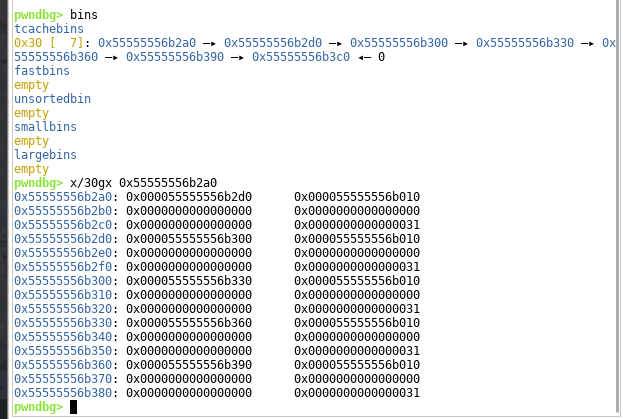 pwndbg> bins
tcachebins
0x30 [  7]: 0x55555556b2a0 —▸ 0x55555556b2d0 —▸ 0x55555556b300 —▸ 0x55555556b330 —▸ 0x
55555556b360 —▸ 0x55555556b390 —▸ 0x55555556b3c0 ◂— 0
fastbins
empty
unsortedbin
empty
smallbins
empty
largebins
empty
pwndbg> x/30gx 0x55555556b2a0
0x55555556b2a0: 0x000055555556b2d0      0x000055555556b010
0x55555556b2b0: 0x0000000000000000      0x0000000000000000
0x55555556b2c0: 0x0000000000000000      0x0000000000000031
0x55555556b2d0: 0x000055555556b300      0x000055555556b010
0x55555556b2e0: 0x0000000000000000      0x0000000000000000
0x55555556b2f0: 0x0000000000000000      0x0000000000000031
0x55555556b300: 0x000055555556b330      0x000055555556b010
0x55555556b310: 0x0000000000000000      0x0000000000000000
0x55555556b320: 0x0000000000000000      0x0000000000000031
0x55555556b330: 0x000055555556b360      0x000055555556b010
0x55555556b340: 0x0000000000000000      0x0000000000000000
0x55555556b350: 0x0000000000000000      0x0000000000000031
0x55555556b360: 0x000055555556b390      0x000055555556b010
0x55555556b370: 0x0000000000000000      0x0000000000000000
0x55555556b380: 0x0000000000000000      0x0000000000000031
pwndbg>